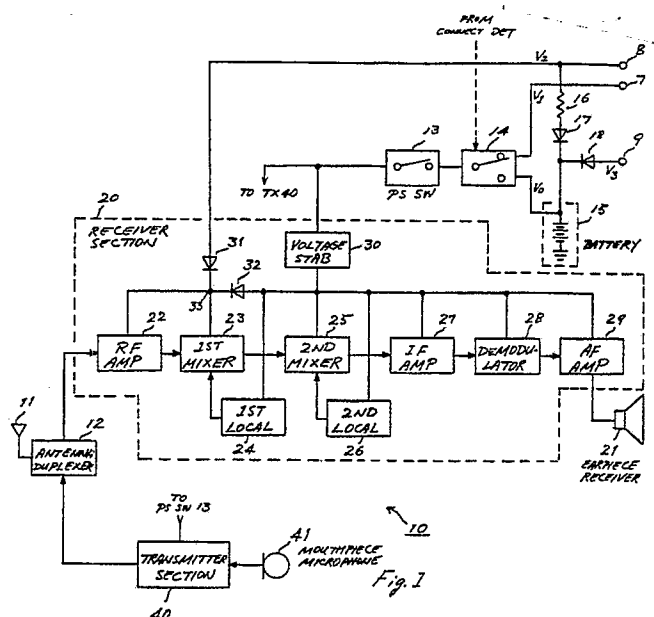 FROM
CONNECT DET
V2
8
7
16
V1
17
13
14
18
9
V3
TO TX40
PS SW
V0
15
BATTERY
20
RECEIVER
SECTION
31
VOLTAGE
STAB
30
32
33
22
23
25
27
28
29
RF
AMP
1ST
MIXER
2ND
MIXER
IF
AMP
DEMODU-
LATOR
AF
AMP
11
12
1ST
LOCAL
24
2ND
LOCAL
26
21
EARPIECE
RECEIVER
ANTENNA
DUPLEXER
TO
PS SW 13
10
41
MOUTHPIECE
MICROPHONE
TRANSMITTER
SECTION
40
Fig. 1